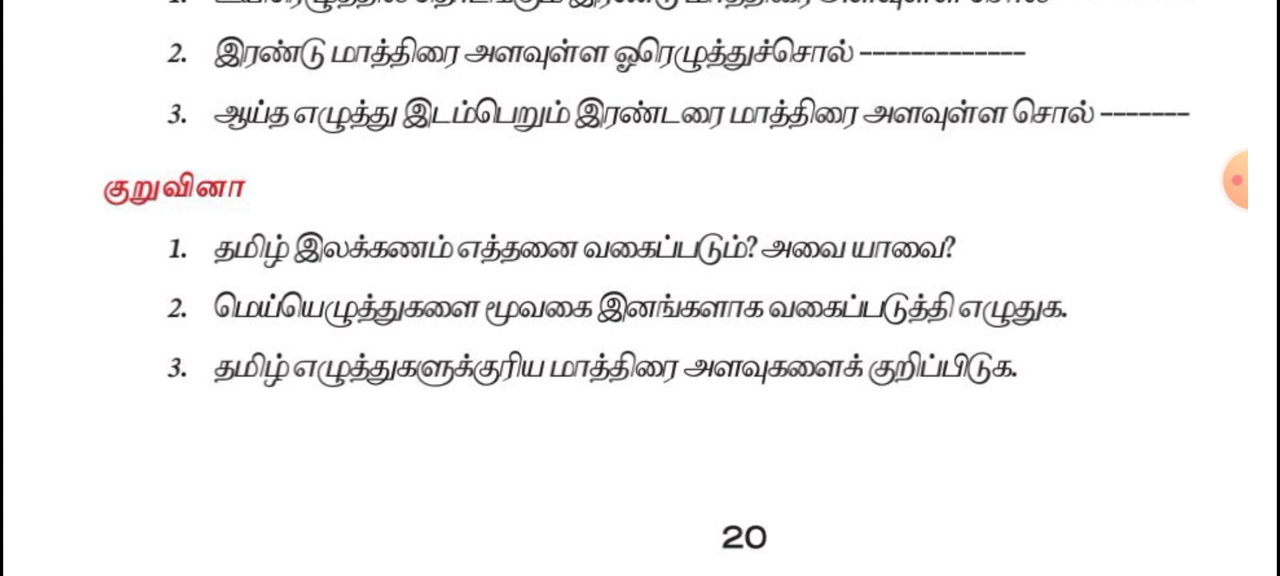 2. இரண்டு மாத்திரை அளவுள்ள ஓரெழுத்துச்சொல் -------------
3. ஆய்த எழுத்து இடம்பெறும் இரண்டரை மாத்திரை அளவுள்ள சொல் -------
குறுவினா
1. தமிழ் இலக்கணம் எத்தனை வகைப்படும்? அவை யாவை?
2. மெய்யெழுத்துகளை மூவகை இனங்களாக வகைப்படுத்தி எழுதுக.
3. தமிழ் எழுத்துகளுக்குரிய மாத்திரை அளவுகளைக் குறிப்பிடுக.
20